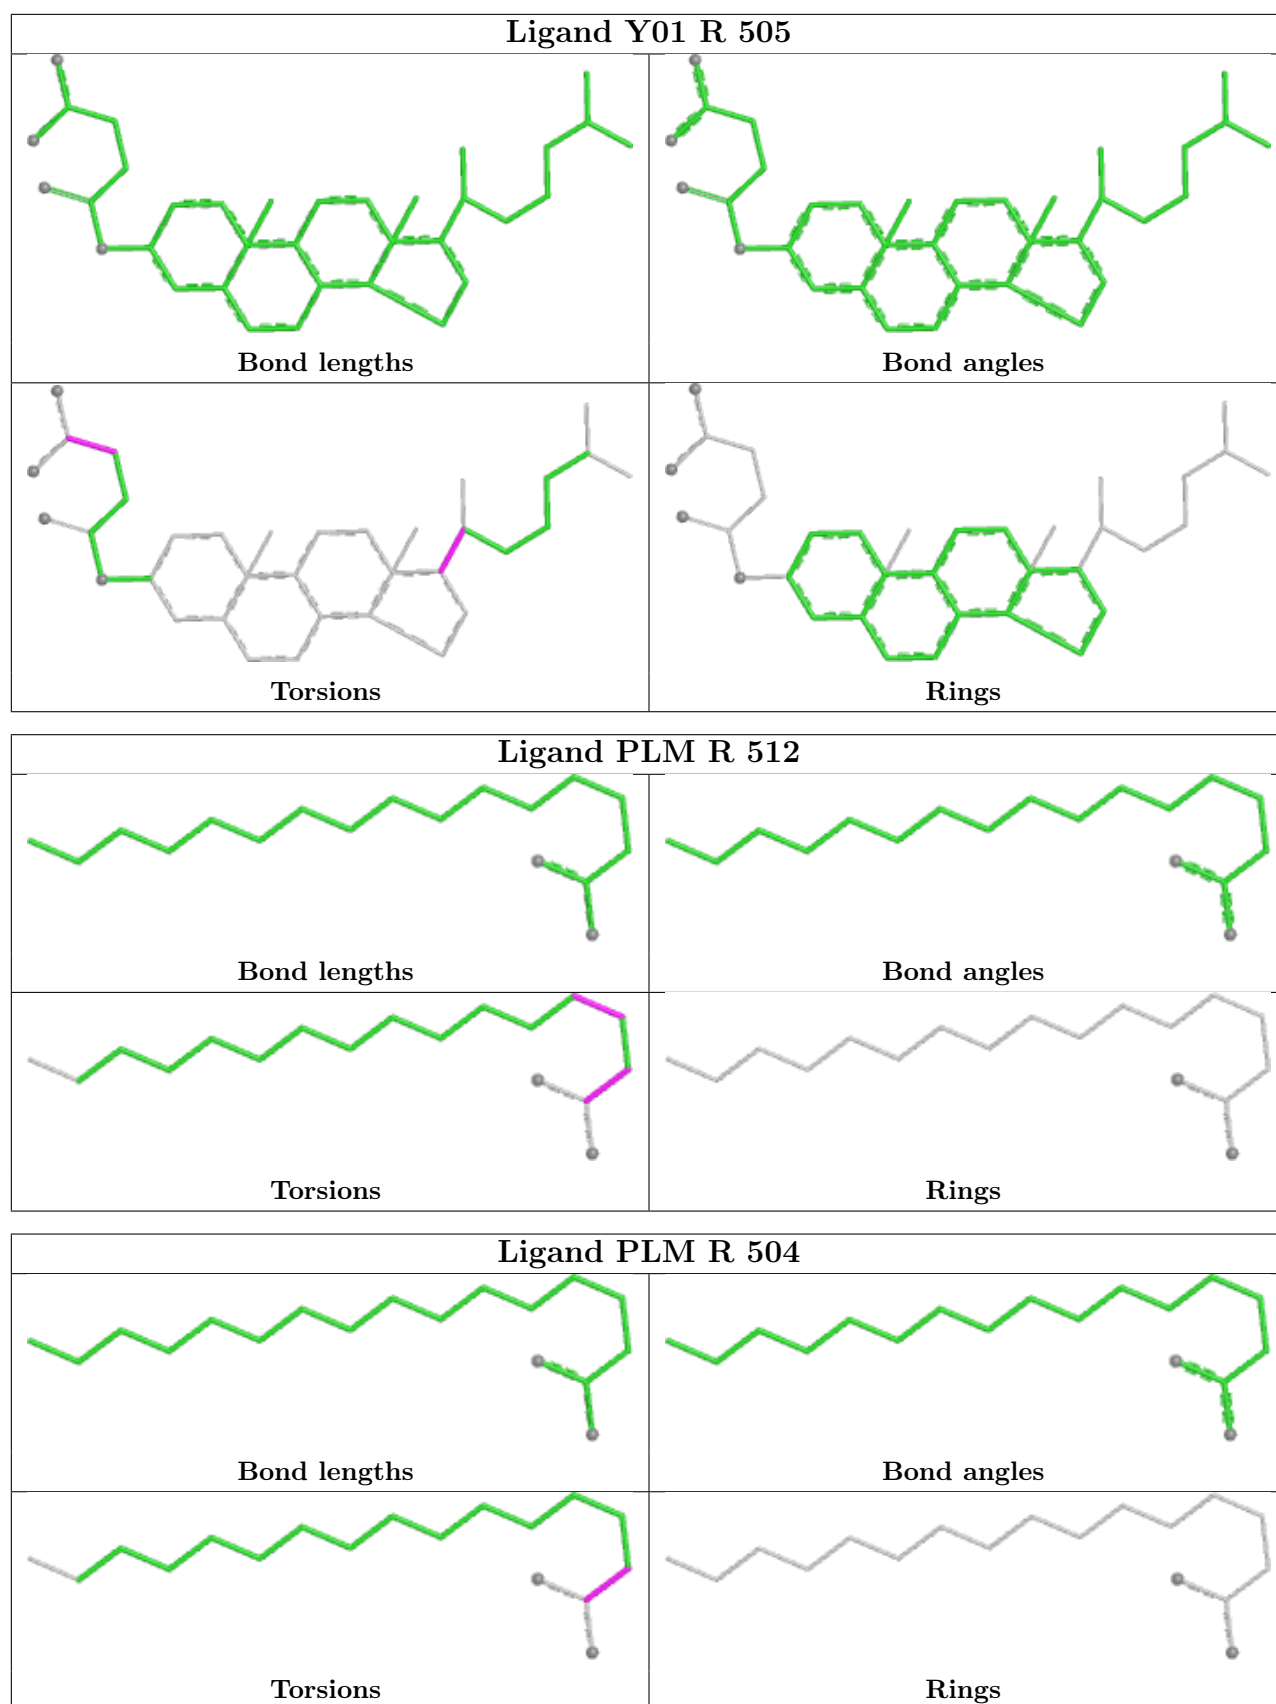 Ligand Y01 R 505
Bond lengths
Bond angles
Torsions
Rings
Ligand PLM R 512
Bond lengths
Bond angles
Torsions
Rings
Ligand PLM R 504
Bond lengths
Bond angles
Torsions
Rings